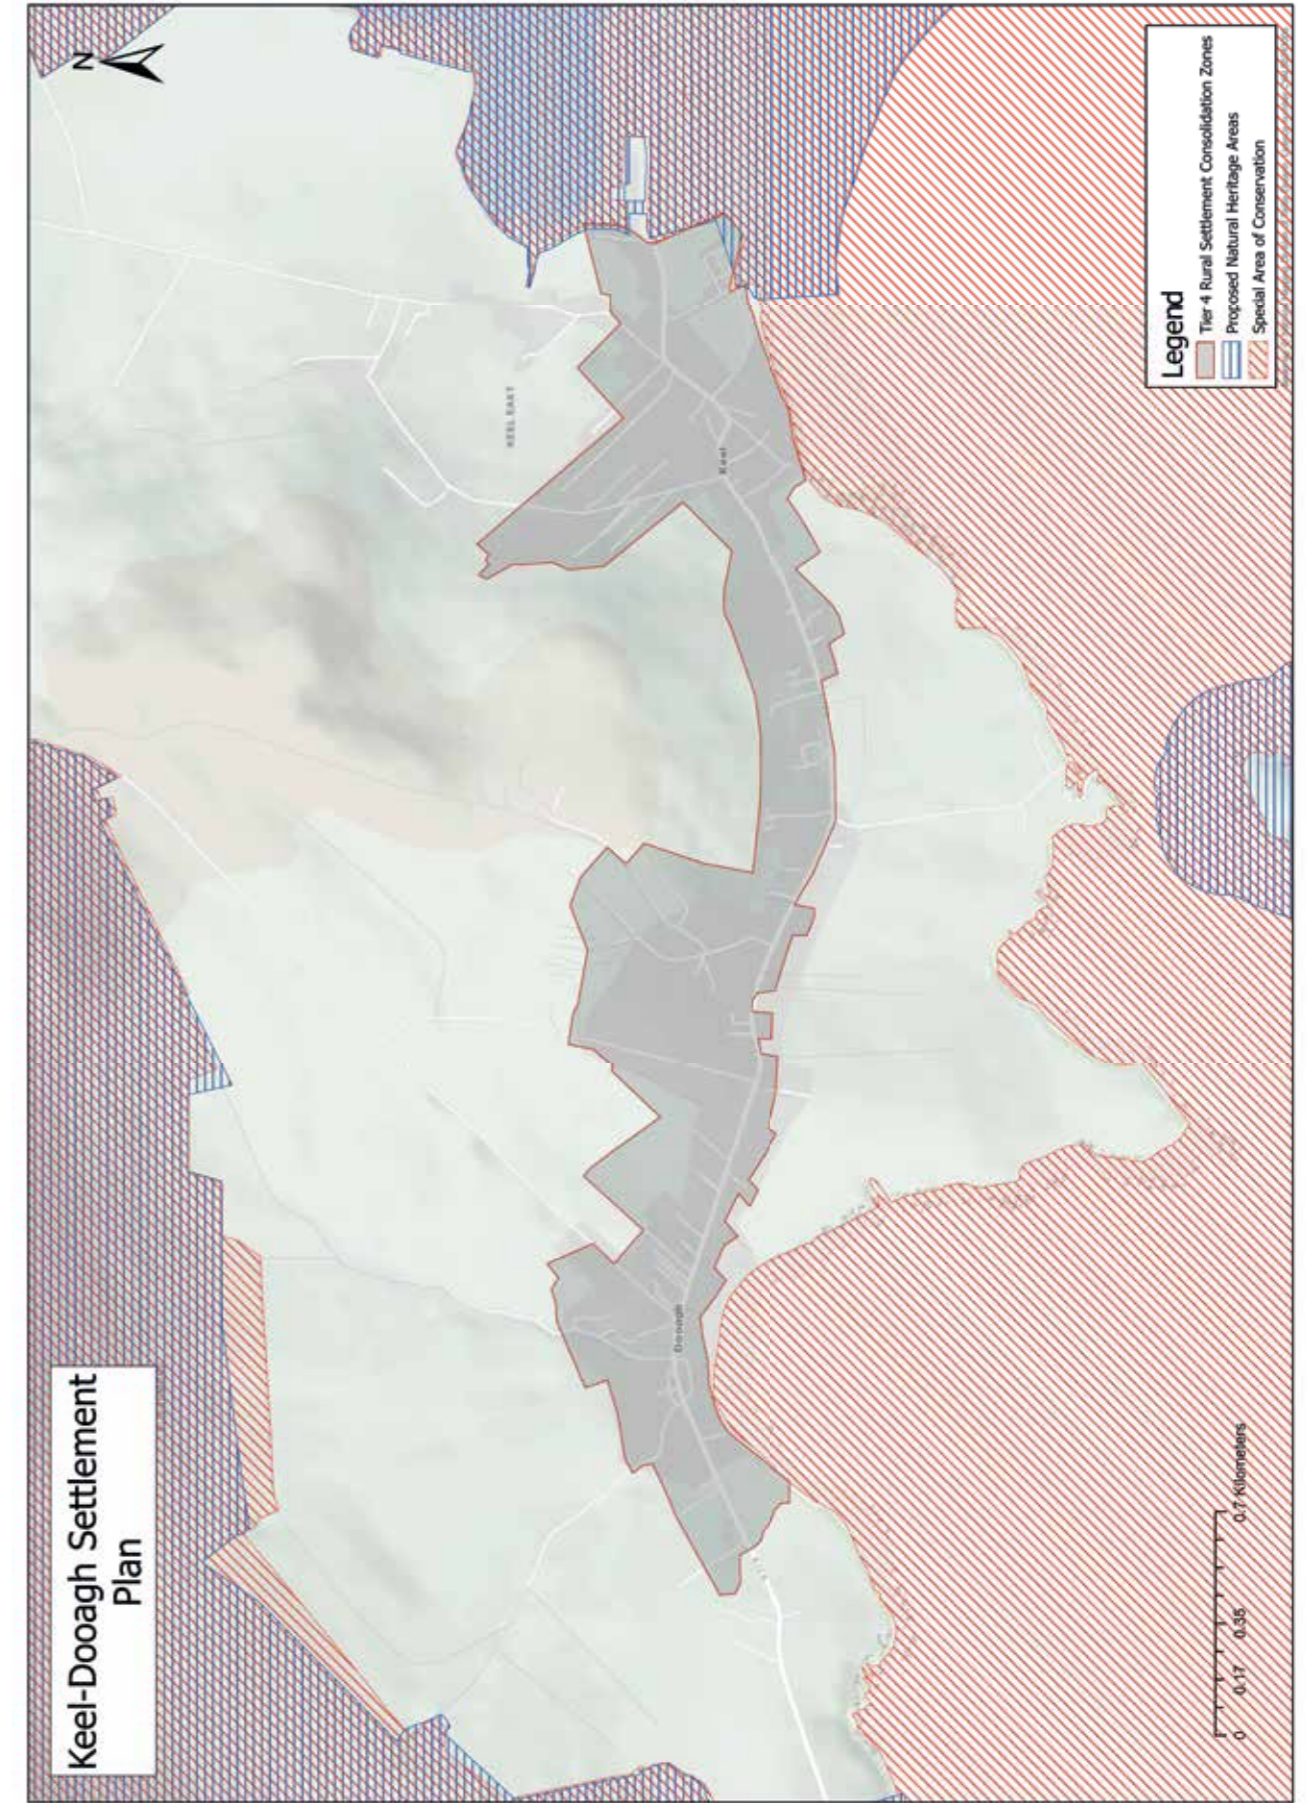 Keel-Dooagh Settlement
Plan
N
KEEL EAST
Keel
Dooagh
0 0.17 0.35 0.7 Kilometers
Legend
Tier 4 Rural Settlement Consolidation Zones
Proposed Natural Heritage Areas
Special Area of Conservation